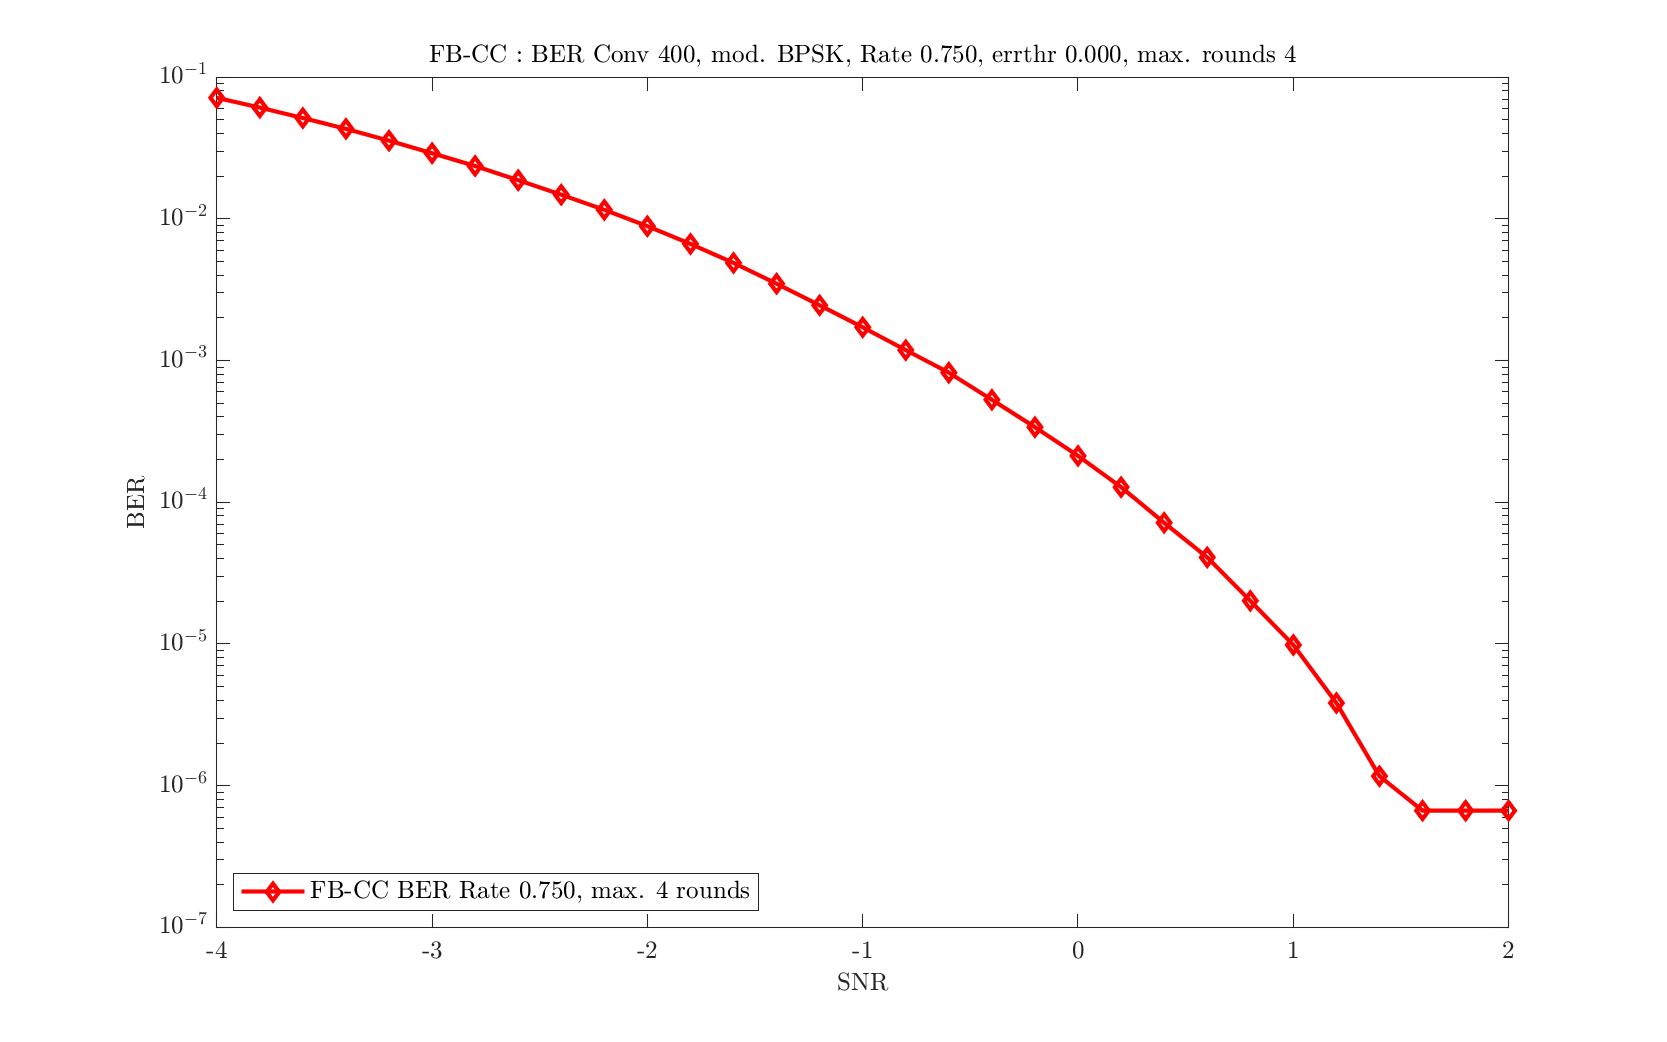 FB-CC : BER Conv 400, mod. BPSK, Rate 0.750, errthr 0.000, max. rounds 4
10⁻¹
10⁻²
10⁻³
10⁻⁴
10⁻⁵
10⁻⁶
10⁻⁷
BER
FB-CC BER Rate 0.750, max. 4 rounds
-4 -3 -2 -1 0 1 2
SNR